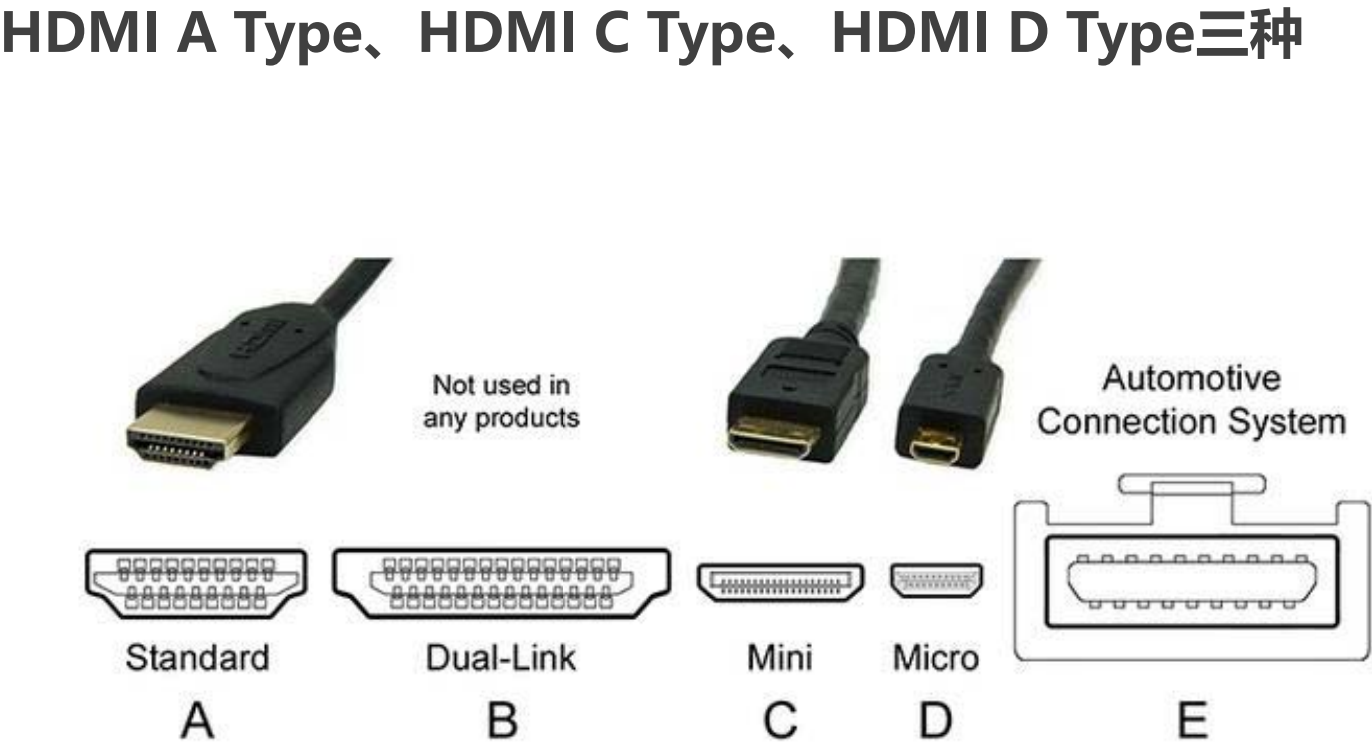 HDMI A Type、HDMI C Type、HDMI D Type三种
Not used in
any products
Automotive
Connection System
Standard
Dual-Link
Mini
Micro
A
B
C
D
E